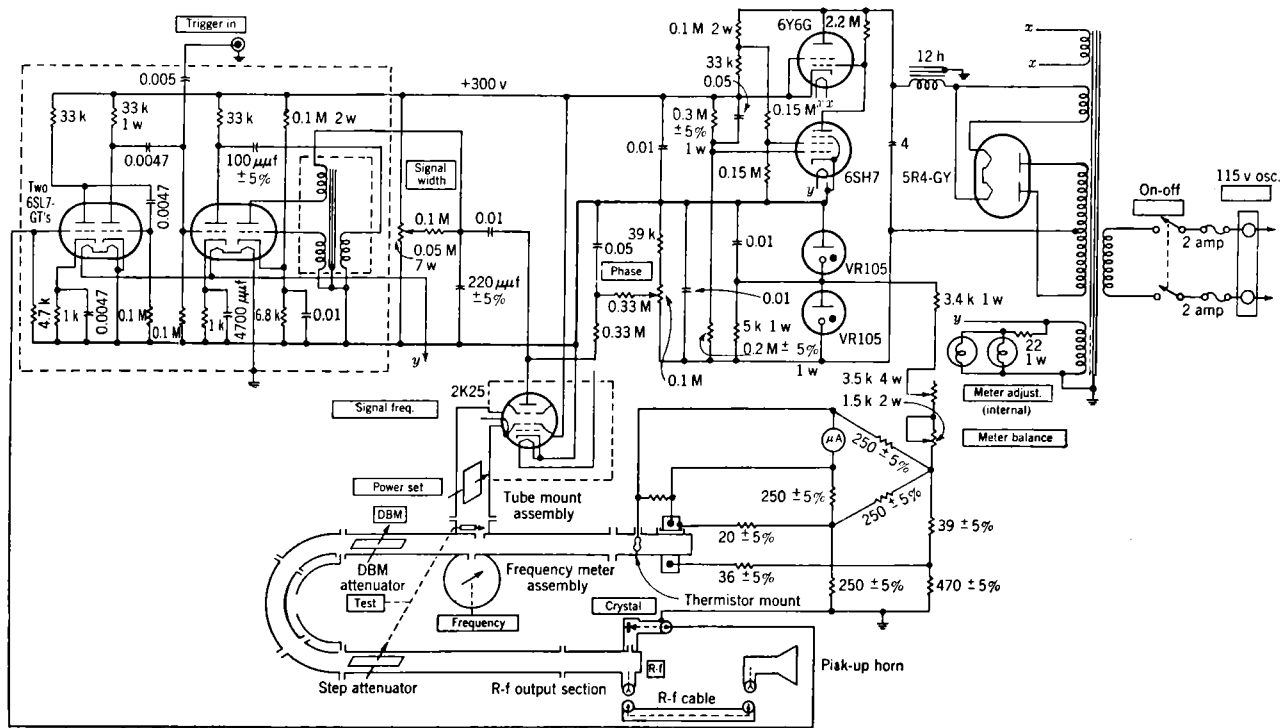 Trigger in
0.005
+300 v
33 k
33 k
1 w
33 k
0.1 M 2 w
0.0047
100 μμf
±5%
Two
6SL7-
GT's
0.0047
4.7 k
1 k
0.0047
0.1 M
0.1 M
1 k
4700 μμf
6.8 k
0.01
y
Signal
width
0.1 M
0.05 M
7 w
0.01
220 μμf
±5%
0.1 M 2 w
33 k
0.05
6Y6G
2.2 M
x x
0.3 M
±5%
1 w
0.15 M
0.15 M
0.01
6SH7
y
12 h
4
x
x
5R4-GY
On-off
115 v osc.
2 amp
2 amp
39 k
0.05
Phase
0.33 M
0.33 M
0.1 M
0.01
0.01
VR105
VR105
5 k 1 w
0.2 M ± 5%
1 w
3.4 k 1 w
y
22
1 w
3.5 k 4 w
1.5 k 2 w
Meter adjust.
(internal)
Meter balance
2K25
Signal freq.
Power set
Tube mount
assembly
μA
250 ±5%
250 ±5%
250 ±5%
39 ±5%
20 ±5%
36 ±5%
250 ±5%
470 ±5%
DBM
DBM
attenuator
Test
Frequency meter
assembly
Frequency
Thermistor mount
Crystal
Step attenuator
R-f output section
R-f
R-f cable
Piak-up horn